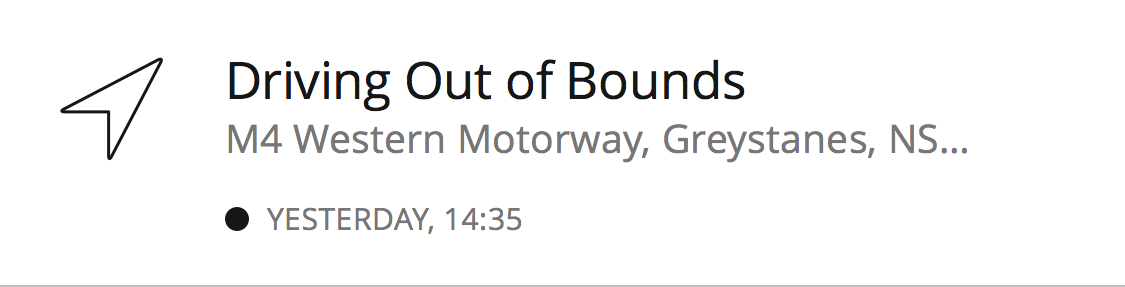 Driving Out of Bounds
M4 Western Motorway, Greystanes, NS...
YESTERDAY, 14:35